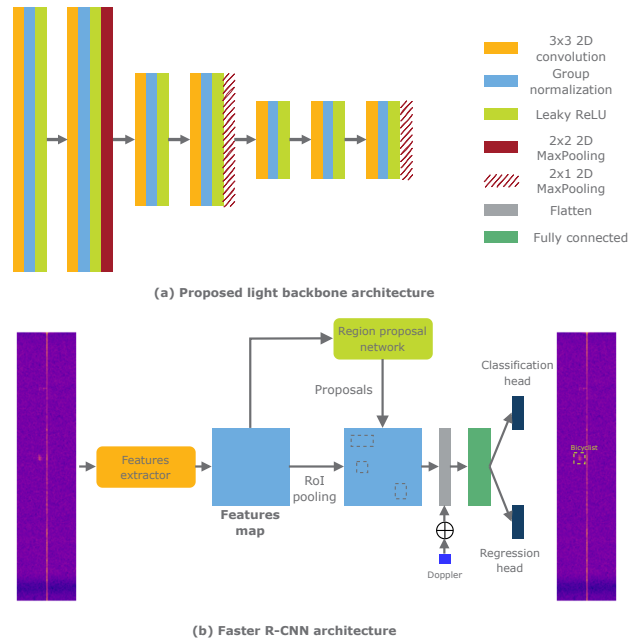 3x3 2D
convolution
Group
normalization
Leaky ReLU
2x2 2D
MaxPooling
2x1 2D
MaxPooling
Flatten
Fully connected
(a) Proposed light backbone architecture
Region proposal
network
Classification
head
Proposals
Bicyclist
Features
extractor
RoI
pooling
Features
map
Doppler
Regression
head
(b) Faster R-CNN architecture